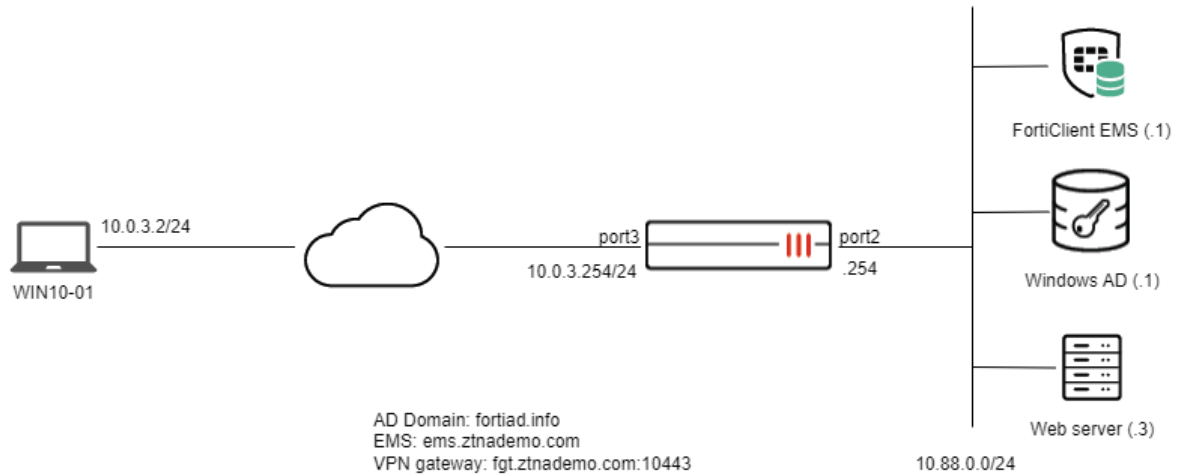 FortiClient EMS (.1)
10.0.3.2/24
port3
port2
10.0.3.254/24
.254
WIN10-01
Windows AD (.1)
AD Domain: fortiad.info
EMS: ems.ztnademo.com
VPN gateway: fgt.ztnademo.com:10443
Web server (.3)
10.88.0.0/24